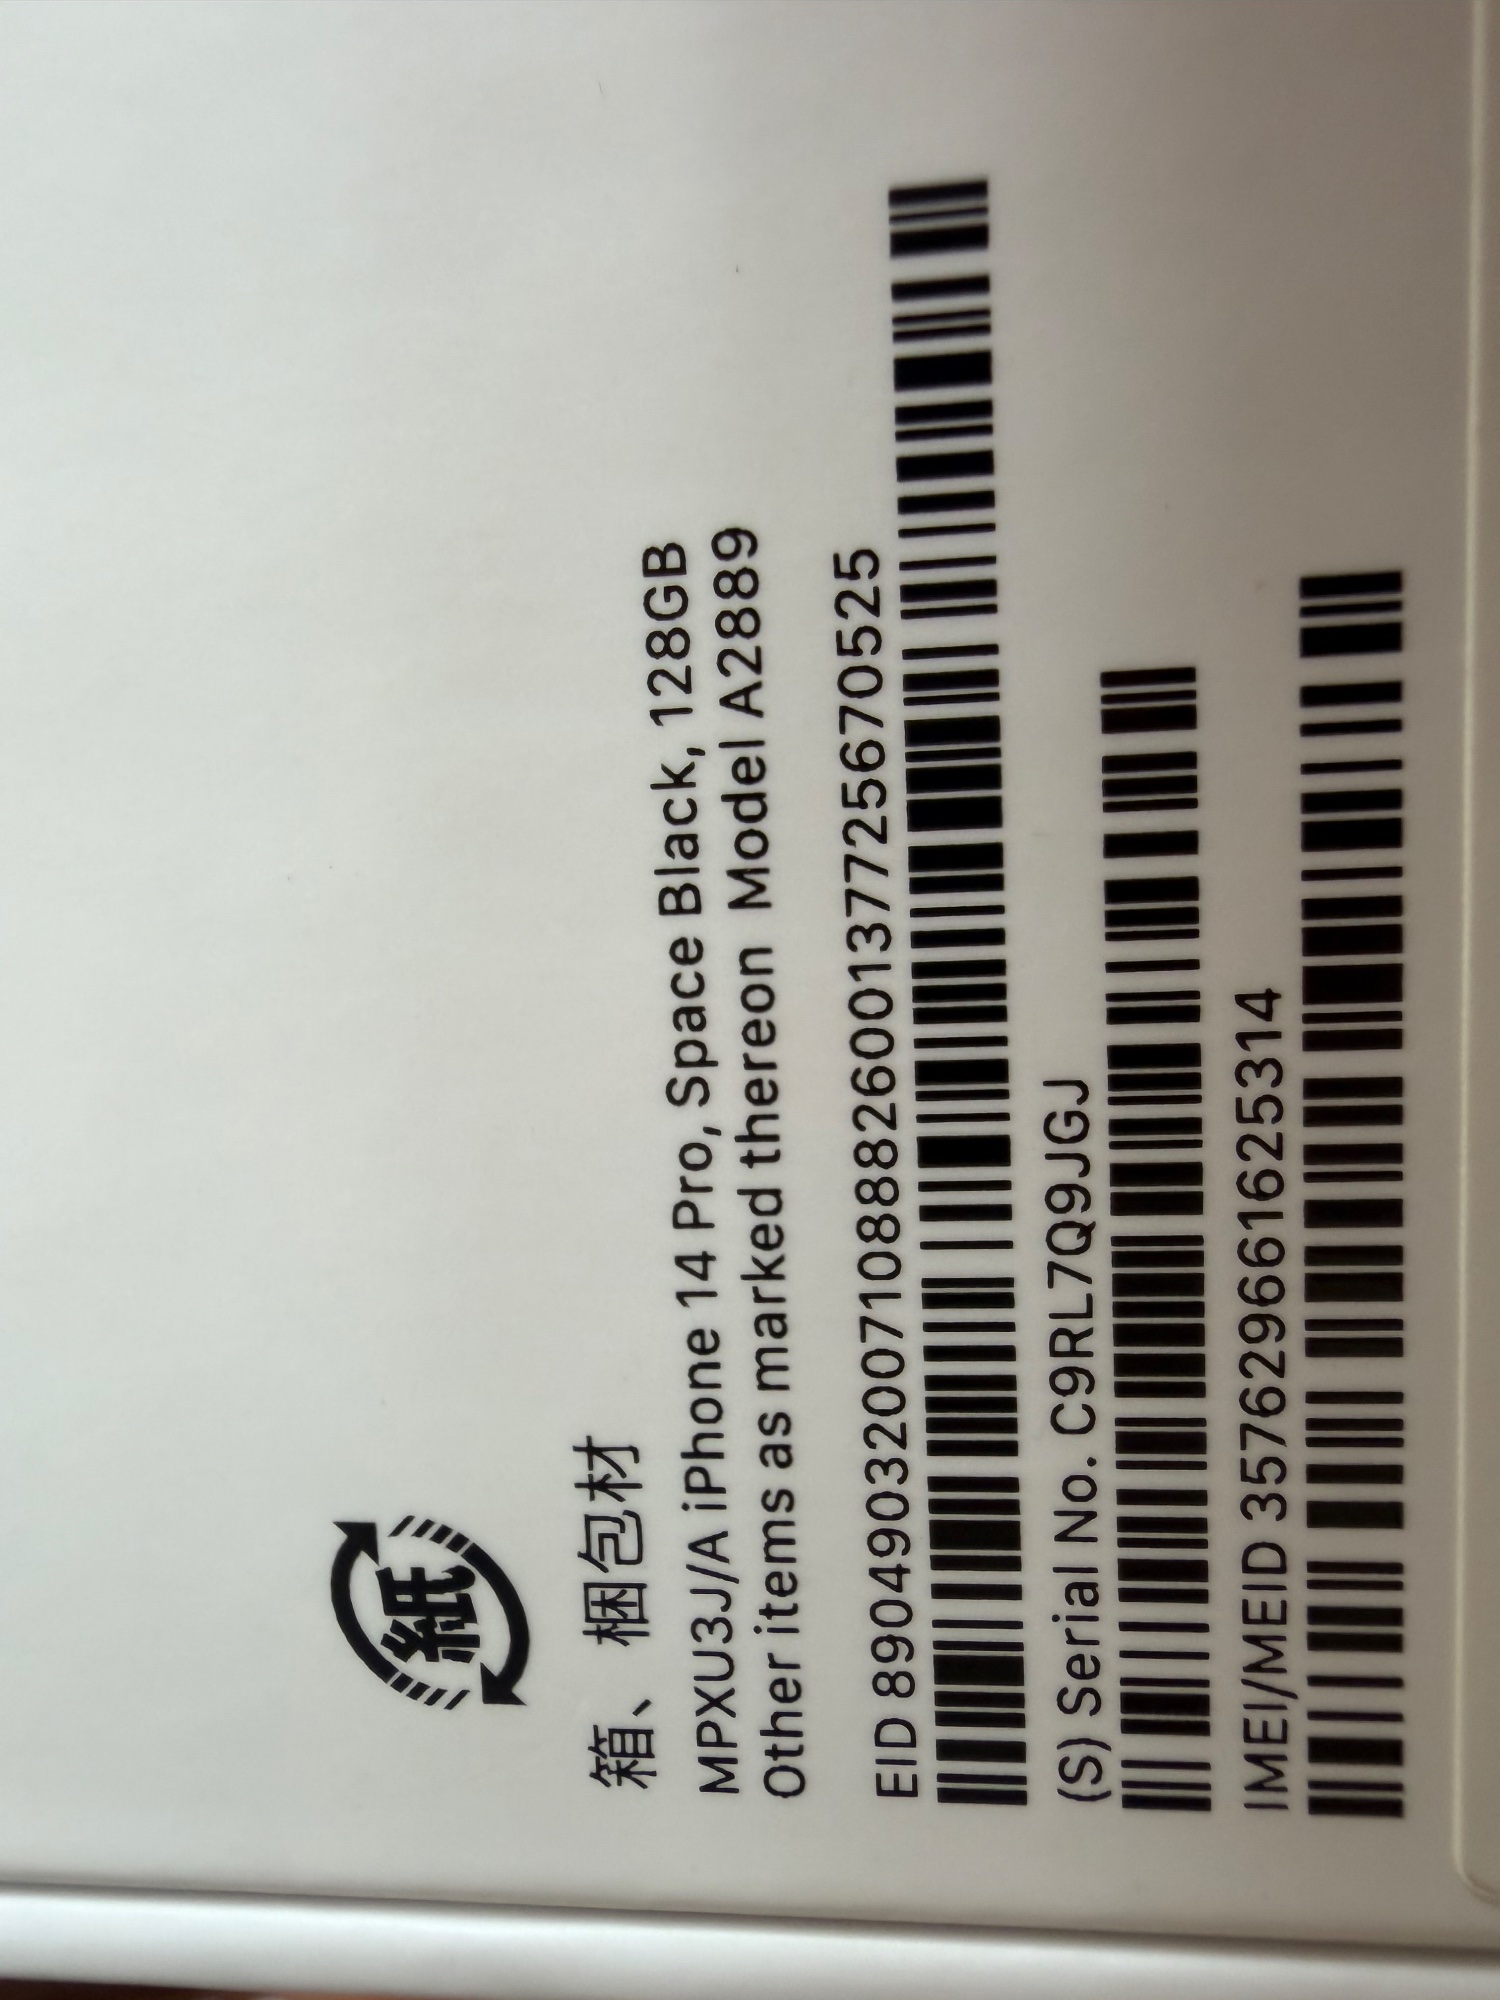 紙
箱、梱包材
MPXU3J/A iPhone 14 Pro, Space Black, 128GB
Other items as marked thereon Model A2889
EID 89049032007108882600137725670525
(S) Serial No. C9RL7Q9JGJ
IMEI/MEID 357629661625314